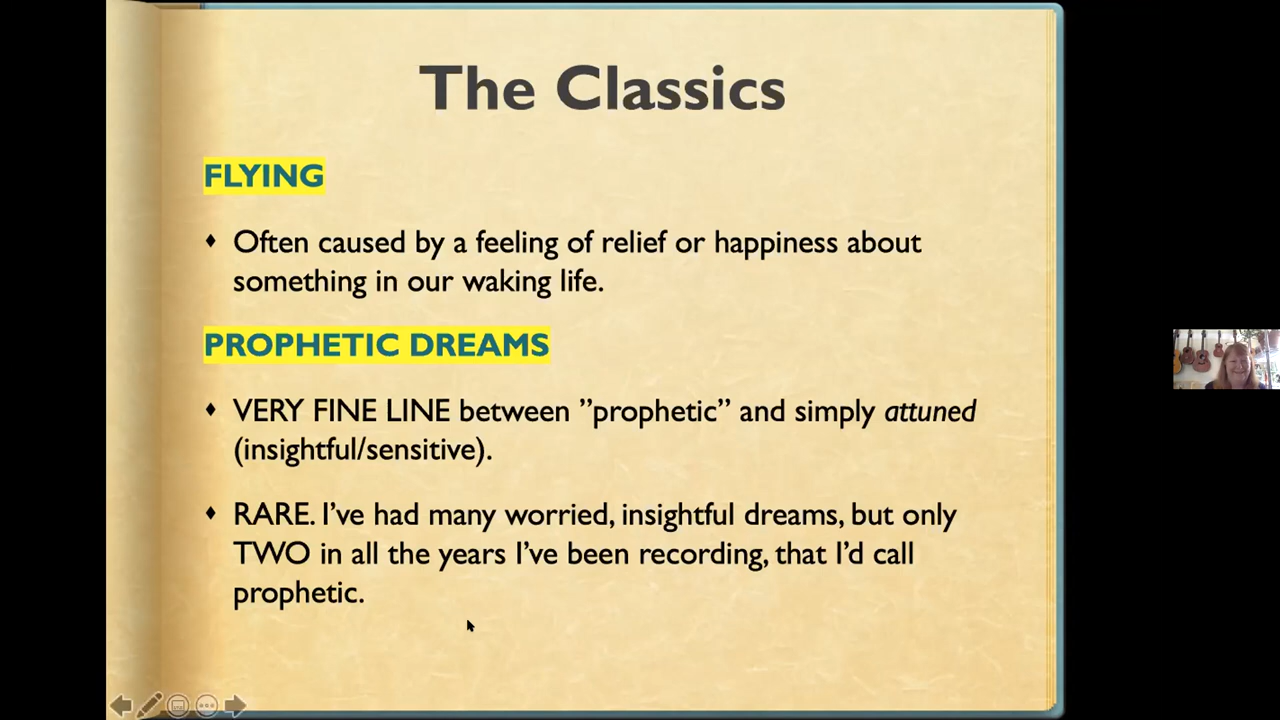 The Classics
FLYING
♦ Often caused by a feeling of relief or happiness about
something in our waking life.
PROPHETIC DREAMS
♦ VERY FINE LINE between ”prophetic” and simply attuned
(insightful/sensitive).
♦ RARE. I’ve had many worried, insightful dreams, but only
TWO in all the years I’ve been recording, that I’d call
prophetic.